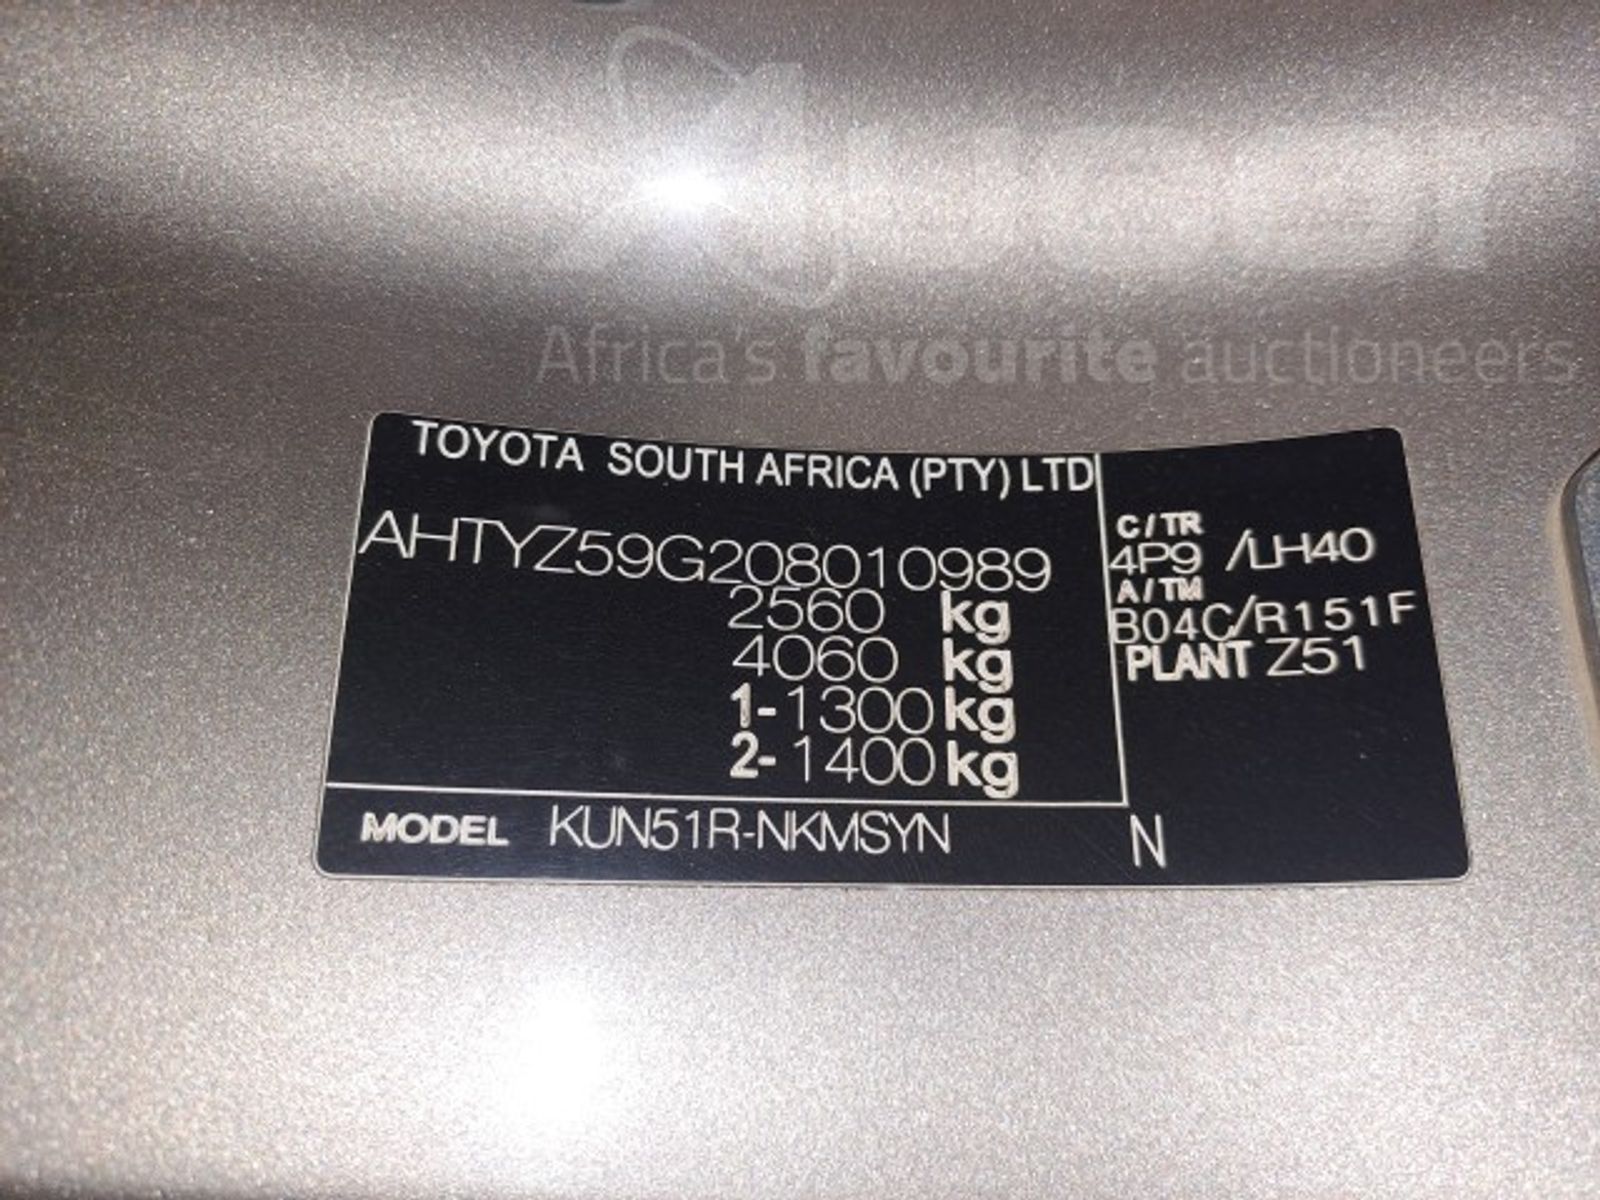 Africa's favourite auctioneers
TOYOTA SOUTH AFRICA (PTY) LTD
AHTYZ59G208010989
2560 kg
4060 kg
1-1300 kg
2-1400 kg
C/TR
4P9 /LH40
A/TM
B04C/R151F
PLANT Z51
MODEL KUN51R-NKMSYN
N